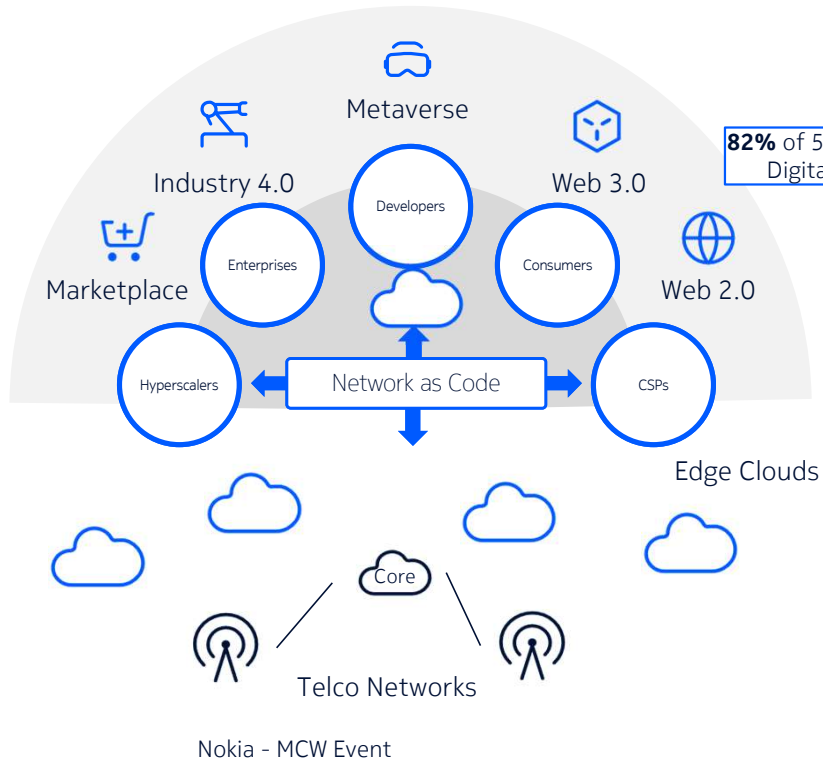 Metaverse
Industry 4.0
Web 3.0
82% of 5
Digita
Developers
Enterprises
Consumers
Marketplace
Web 2.0
Hyperscalers
Network as Code
CSPs
Edge Clouds
Core
Telco Networks
Nokia - MCW Event